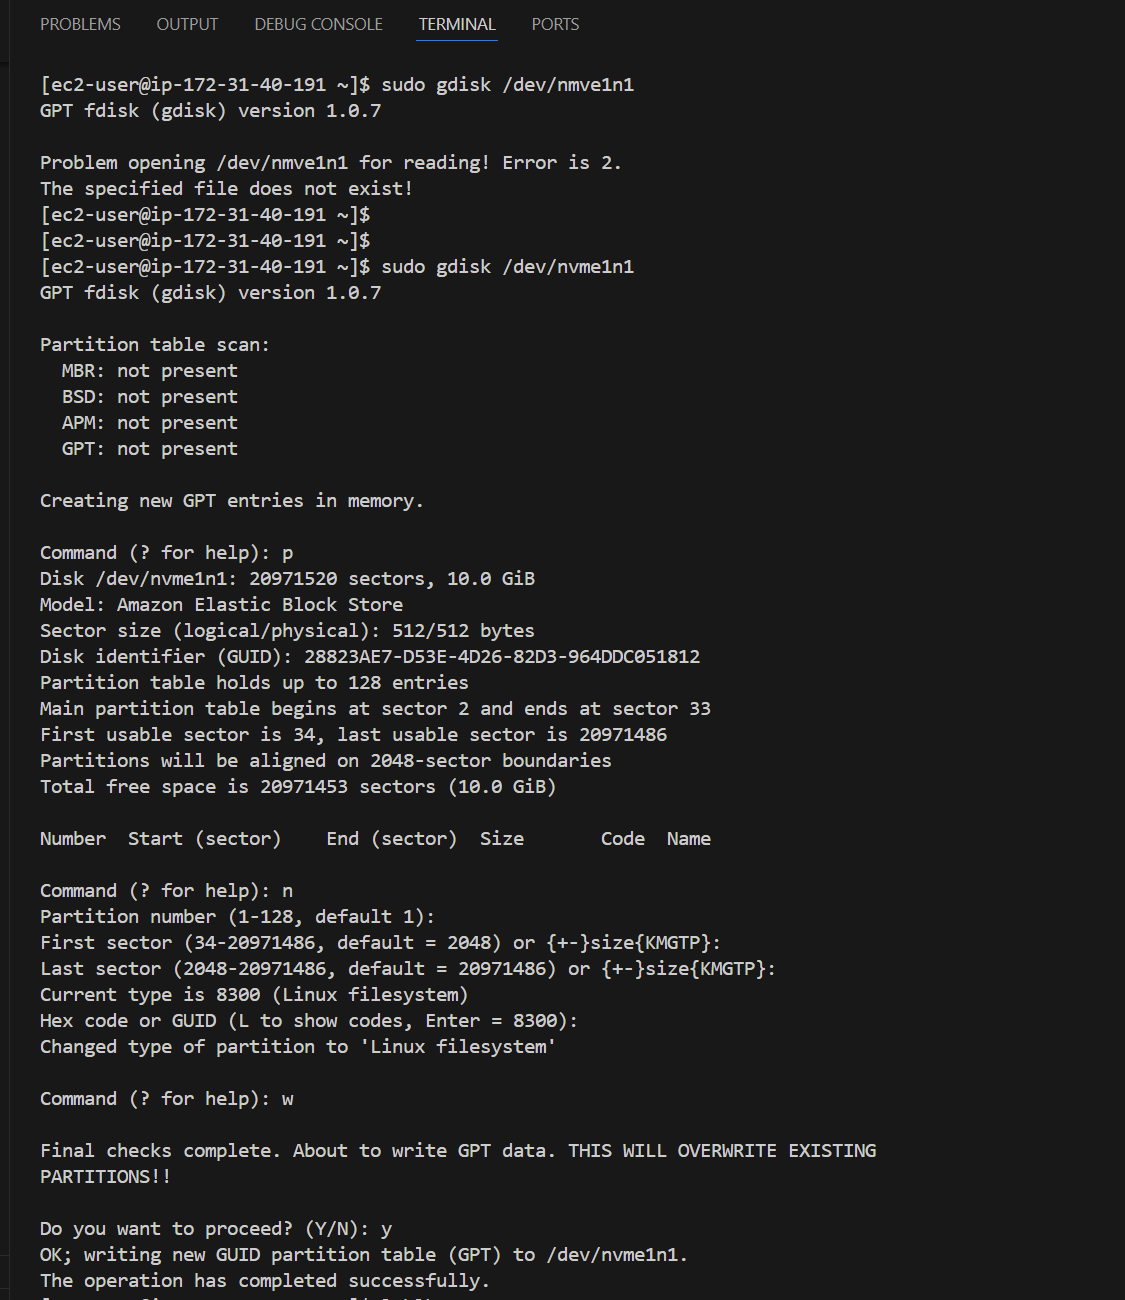 PROBLEMS OUTPUT DEBUG CONSOLE TERMINAL PORTS
[ec2-user@ip-172-31-40-191 ~]$ sudo gdisk /dev/nmve1n1
GPT fdisk (gdisk) version 1.0.7
Problem opening /dev/nmve1n1 for reading! Error is 2.
The specified file does not exist!
[ec2-user@ip-172-31-40-191 ~]$
[ec2-user@ip-172-31-40-191 ~]$
[ec2-user@ip-172-31-40-191 ~]$ sudo gdisk /dev/nvme1n1
GPT fdisk (gdisk) version 1.0.7
Partition table scan:
MBR: not present
BSD: not present
APM: not present
GPT: not present
Creating new GPT entries in memory.
Command (? for help): p
Disk /dev/nvme1n1: 20971520 sectors, 10.0 GiB
Model: Amazon Elastic Block Store
Sector size (logical/physical): 512/512 bytes
Disk identifier (GUID): 28823AE7-D53E-4D26-82D3-964DDC051812
Partition table holds up to 128 entries
Main partition table begins at sector 2 and ends at sector 33
First usable sector is 34, last usable sector is 20971486
Partitions will be aligned on 2048-sector boundaries
Total free space is 20971453 sectors (10.0 GiB)
Number  Start (sector)    End (sector)  Size       Code  Name
Command (? for help): n
Partition number (1-128, default 1):
First sector (34-20971486, default = 2048) or {+-}size{KMGTP}:
Last sector (2048-20971486, default = 20971486) or {+-}size{KMGTP}:
Current type is 8300 (Linux filesystem)
Hex code or GUID (L to show codes, Enter = 8300):
Changed type of partition to 'Linux filesystem'
Command (? for help): w
Final checks complete. About to write GPT data. THIS WILL OVERWRITE EXISTING
PARTITIONS!!
Do you want to proceed? (Y/N): y
OK; writing new GUID partition table (GPT) to /dev/nvme1n1.
The operation has completed successfully.